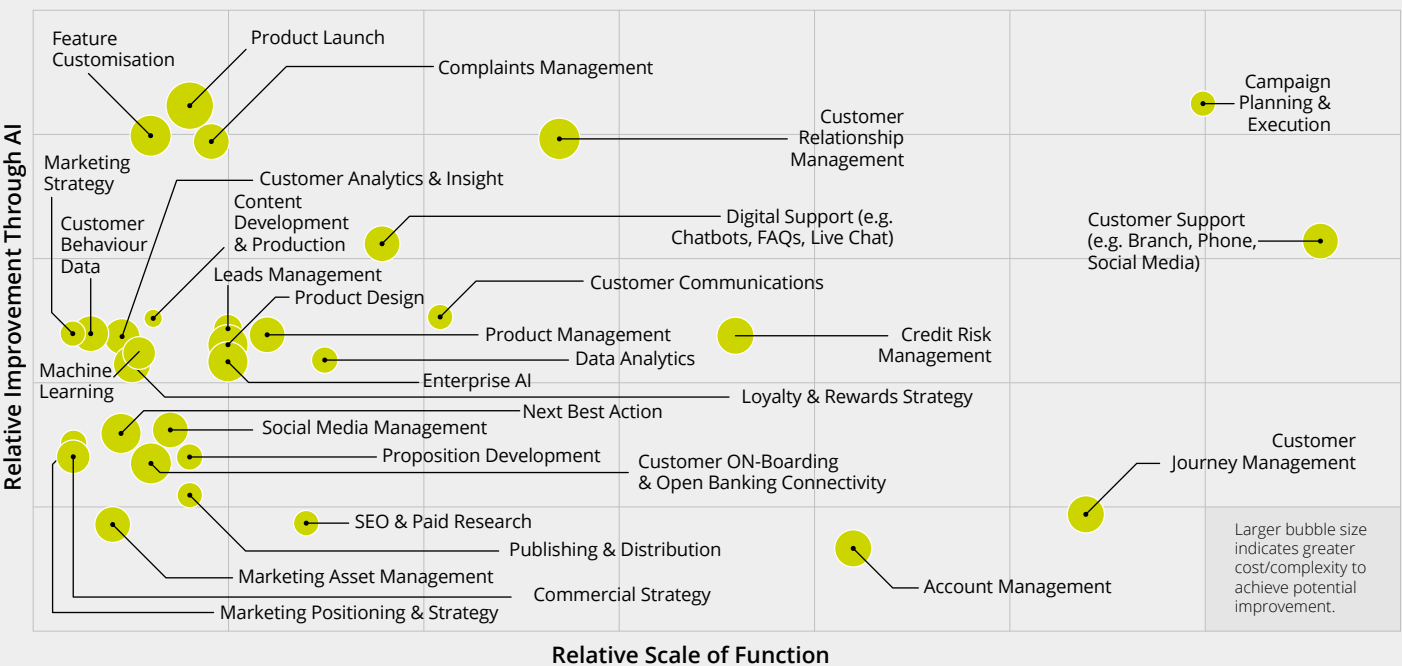 Feature
Customisation
Product Launch
Complaints Management
Campaign
Planning &
Execution
Customer
Relationship
Management
Marketing
Strategy
Customer Analytics & Insight
Content
Development
& Production
Customer
Behaviour
Data
Digital Support (e.g.
Chatbots, FAQs, Live Chat)
Customer Support
(e.g. Branch, Phone,
Social Media)
Leads Management
Product Design
Customer Communications
Product Management
Credit Risk
Management
Data Analytics
Machine
Learning
Enterprise AI
Loyalty & Rewards Strategy
Next Best Action
Social Media Management
Proposition Development
Customer ON-Boarding
& Open Banking Connectivity
Customer
Journey Management
SEO & Paid Research
Publishing & Distribution
Marketing Asset Management
Commercial Strategy
Marketing Positioning & Strategy
Account Management
Larger bubble size
indicates greater
cost/complexity to
achieve potential
improvement.
Relative Improvement Through AI
Relative Scale of Function